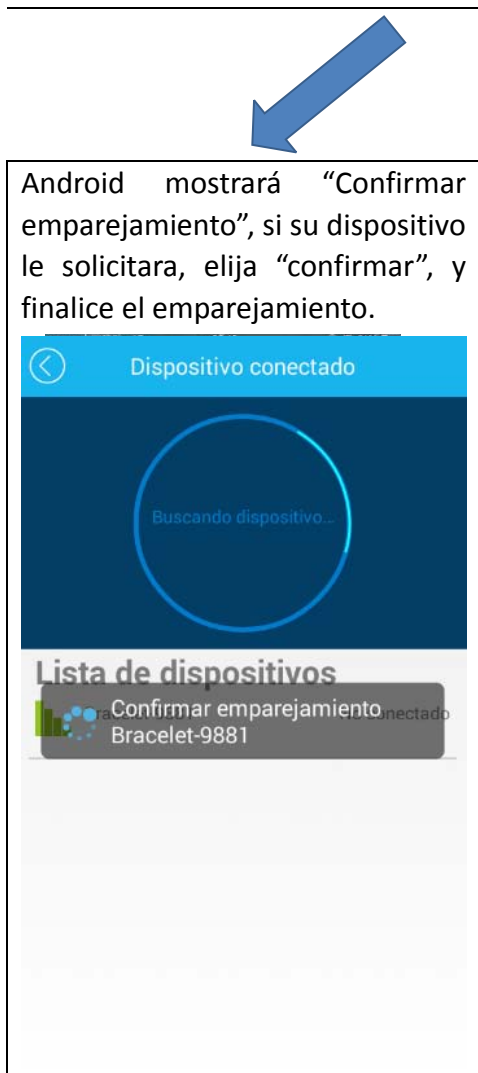 Android mostrará “Confirmar
emparejamiento”, si su dispositivo
le solicitara, elija “confirmar”, y
finalice el emparejamiento.
Dispositivo conectado
Buscando dispositivo...
Lista de dispositivos
Confirmar emparejamiento
Bracelet-9881